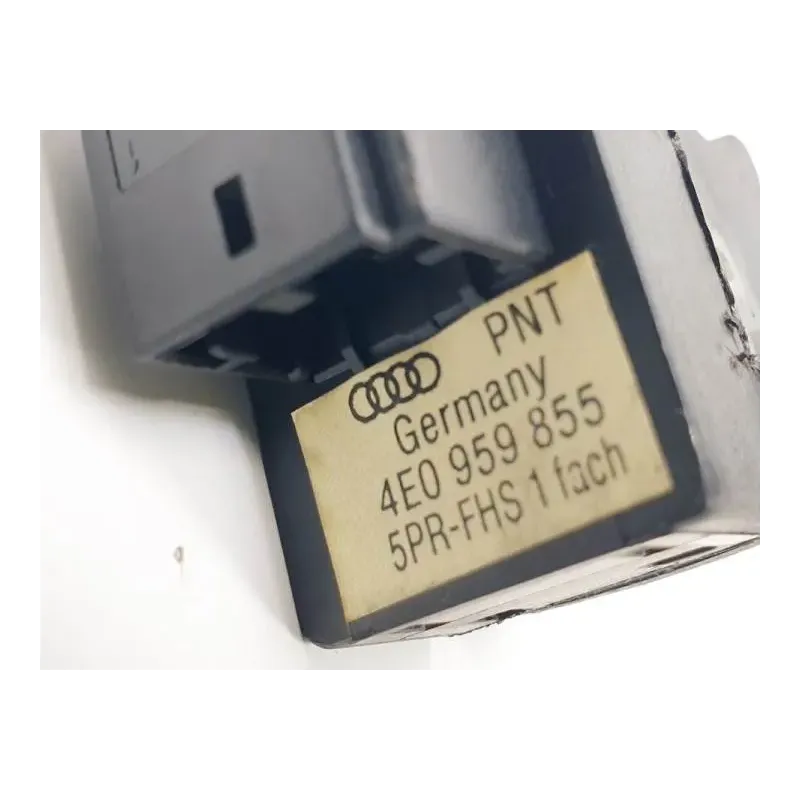 PNT
Germany
4E0 959 855
5PR-FHS 1 fach